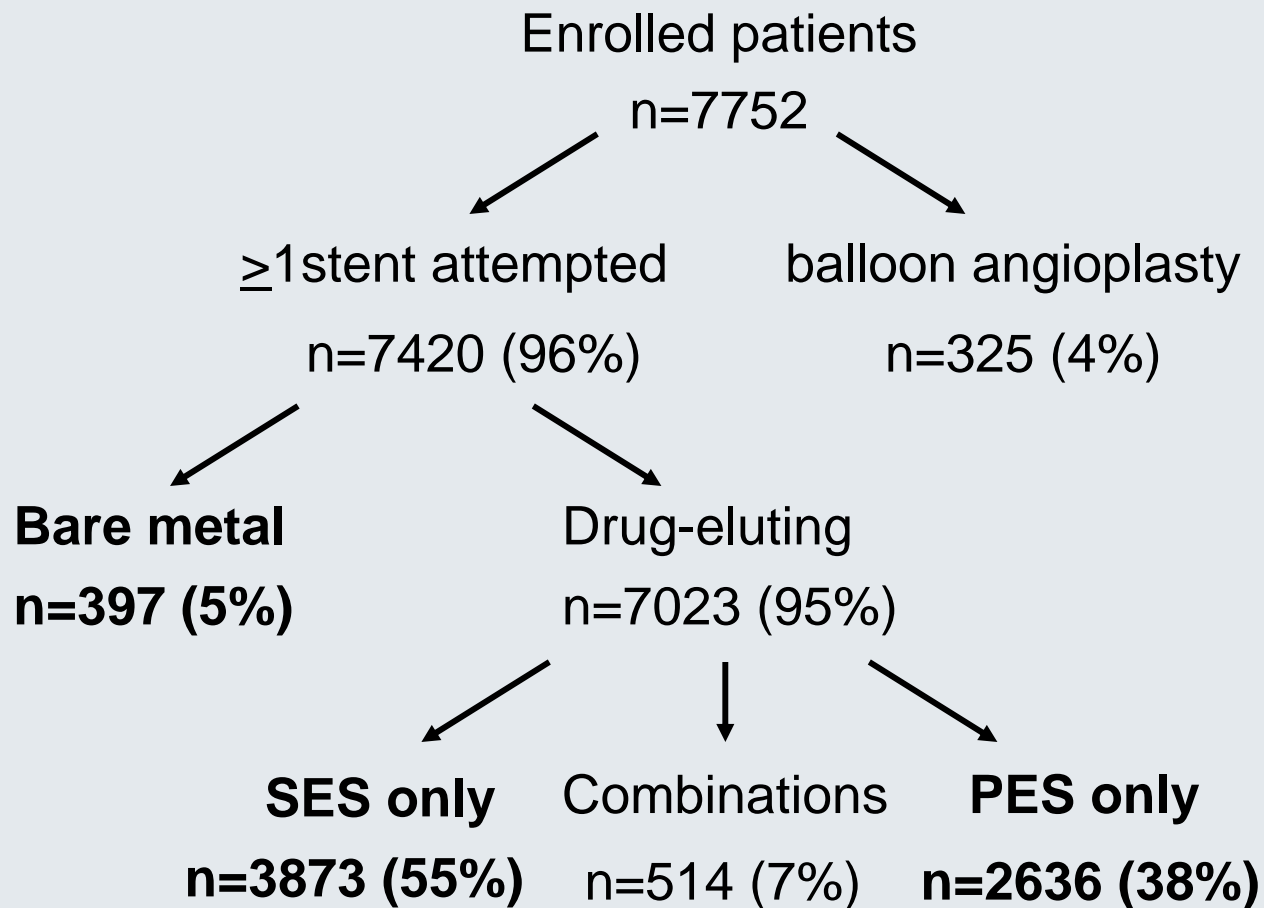 Enrolled patients
n=7752
≥1stent attempted
balloon angioplasty
n=7420 (96%)
n=325 (4%)
Bare metal
Drug-eluting
n=397 (5%)
n=7023 (95%)
SES only
Combinations
PES only
n=3873 (55%)
n=514 (7%)
n=2636 (38%)